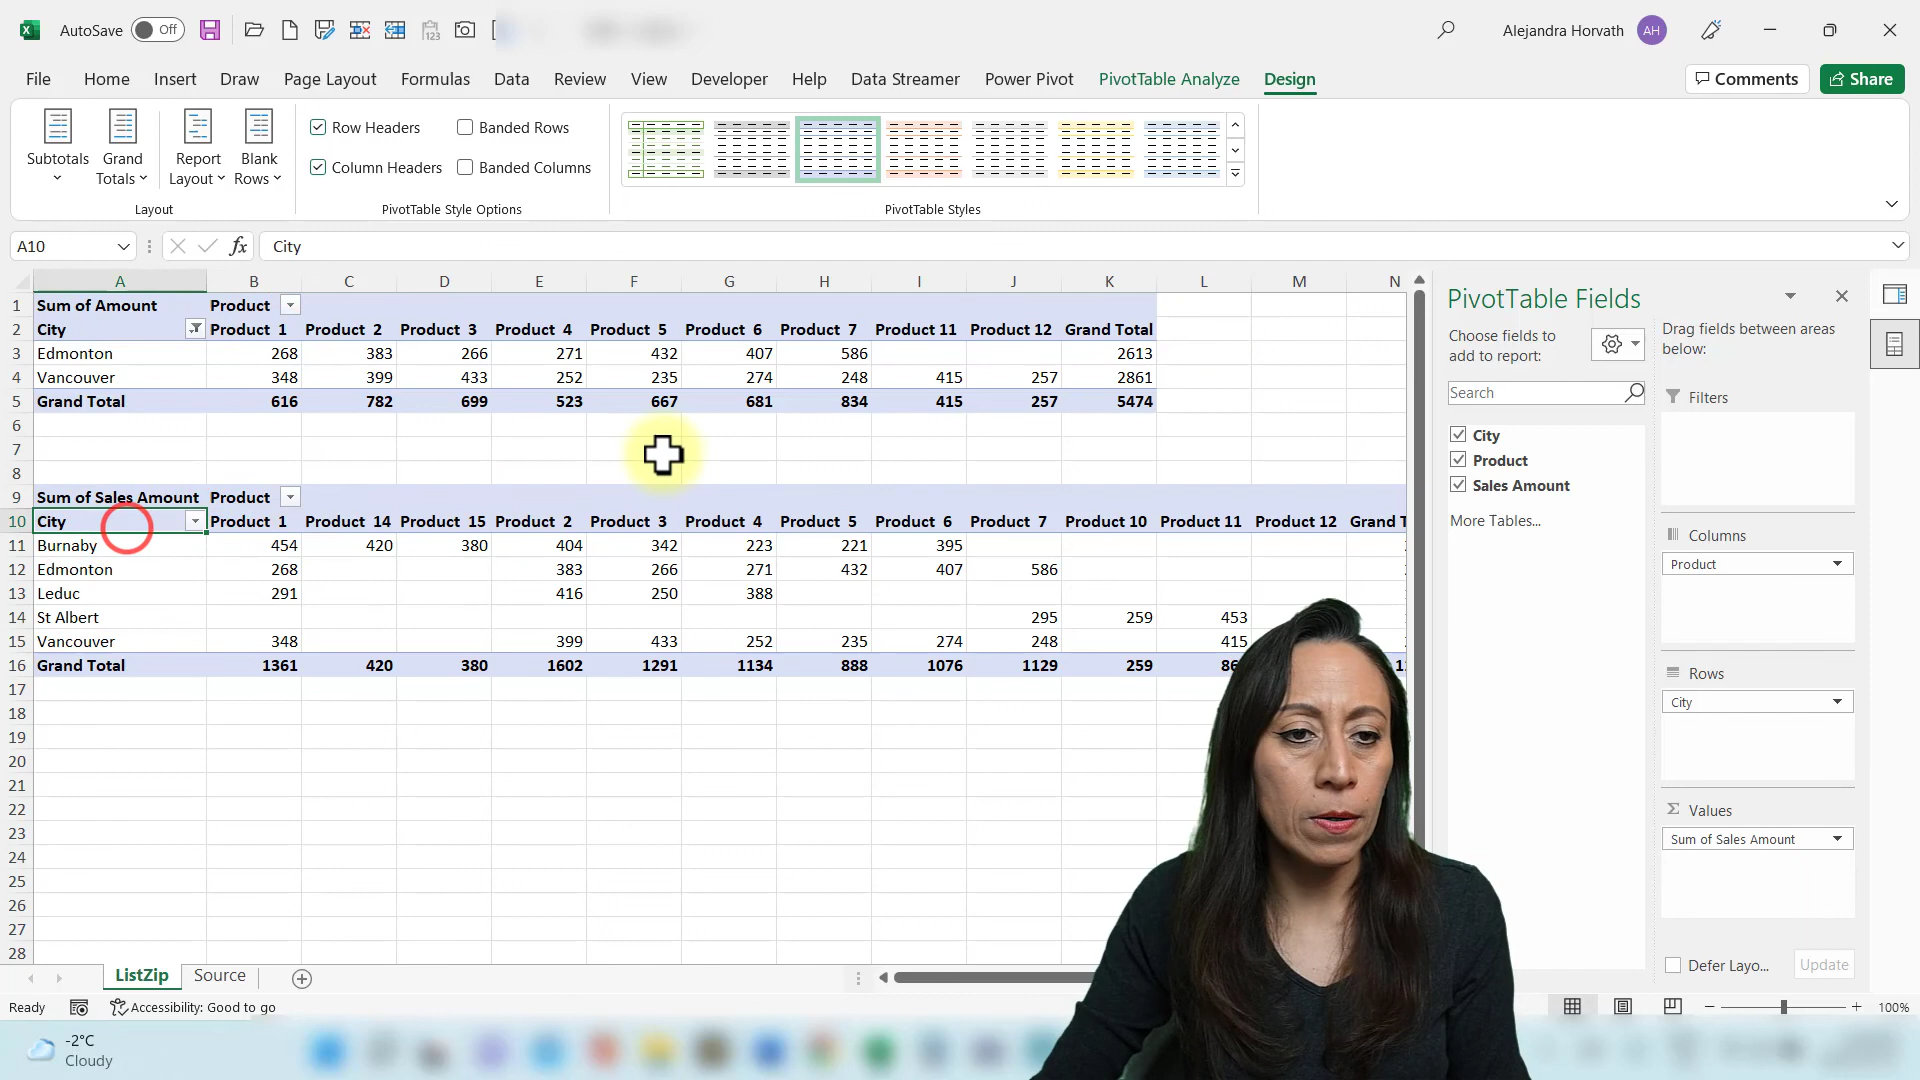 AutoSave Off Alejandra Horvath AH
File Home Insert Draw Page Layout Formulas Data Review View Developer Help Data Streamer Power Pivot PivotTable Analyze Design Comments Share
Subtotals Grand Totals Report Layout Blank Rows
Row Headers Banded Rows
Column Headers Banded Columns
Layout PivotTable Style Options PivotTable Styles
A10 fx City
A B C D E F G H I J K L M N
1 Sum of Amount Product
2 City Product 1 Product 2 Product 3 Product 4 Product 5 Product 6 Product 7 Product 11 Product 12 Grand Total
3 Edmonton 268 383 266 271 432 407 586 2613
4 Vancouver 348 399 433 252 235 274 248 415 257 2861
5 Grand Total 616 782 699 523 667 681 834 415 257 5474
6
7
8
9 Sum of Sales Amount Product
10 City Product 1 Product 14 Product 15 Product 2 Product 3 Product 4 Product 5 Product 6 Product 7 Product 10 Product 11 Product 12 Grand T
11 Burnaby 454 420 380 404 342 223 221 395
12 Edmonton 268 383 266 271 432 407 586
13 Leduc 291 416 250 388
14 St Albert 295 259 453
15 Vancouver 348 399 433 252 235 274 248 415
16 Grand Total 1361 420 380 1602 1291 1134 888 1076 1129 259
17
18
19
20
21
22
23
24
25
26
27
28
PivotTable Fields
Choose fields to
add to report:
Search
City
Product
Sales Amount
More Tables...
Drag fields between areas
below:
Filters
Columns
Product
Rows
City
Values
Sum of Sales Amount
Defer Layo... Update
ListZip Source
Ready Accessibility: Good to go 100%
-2°C
Cloudy